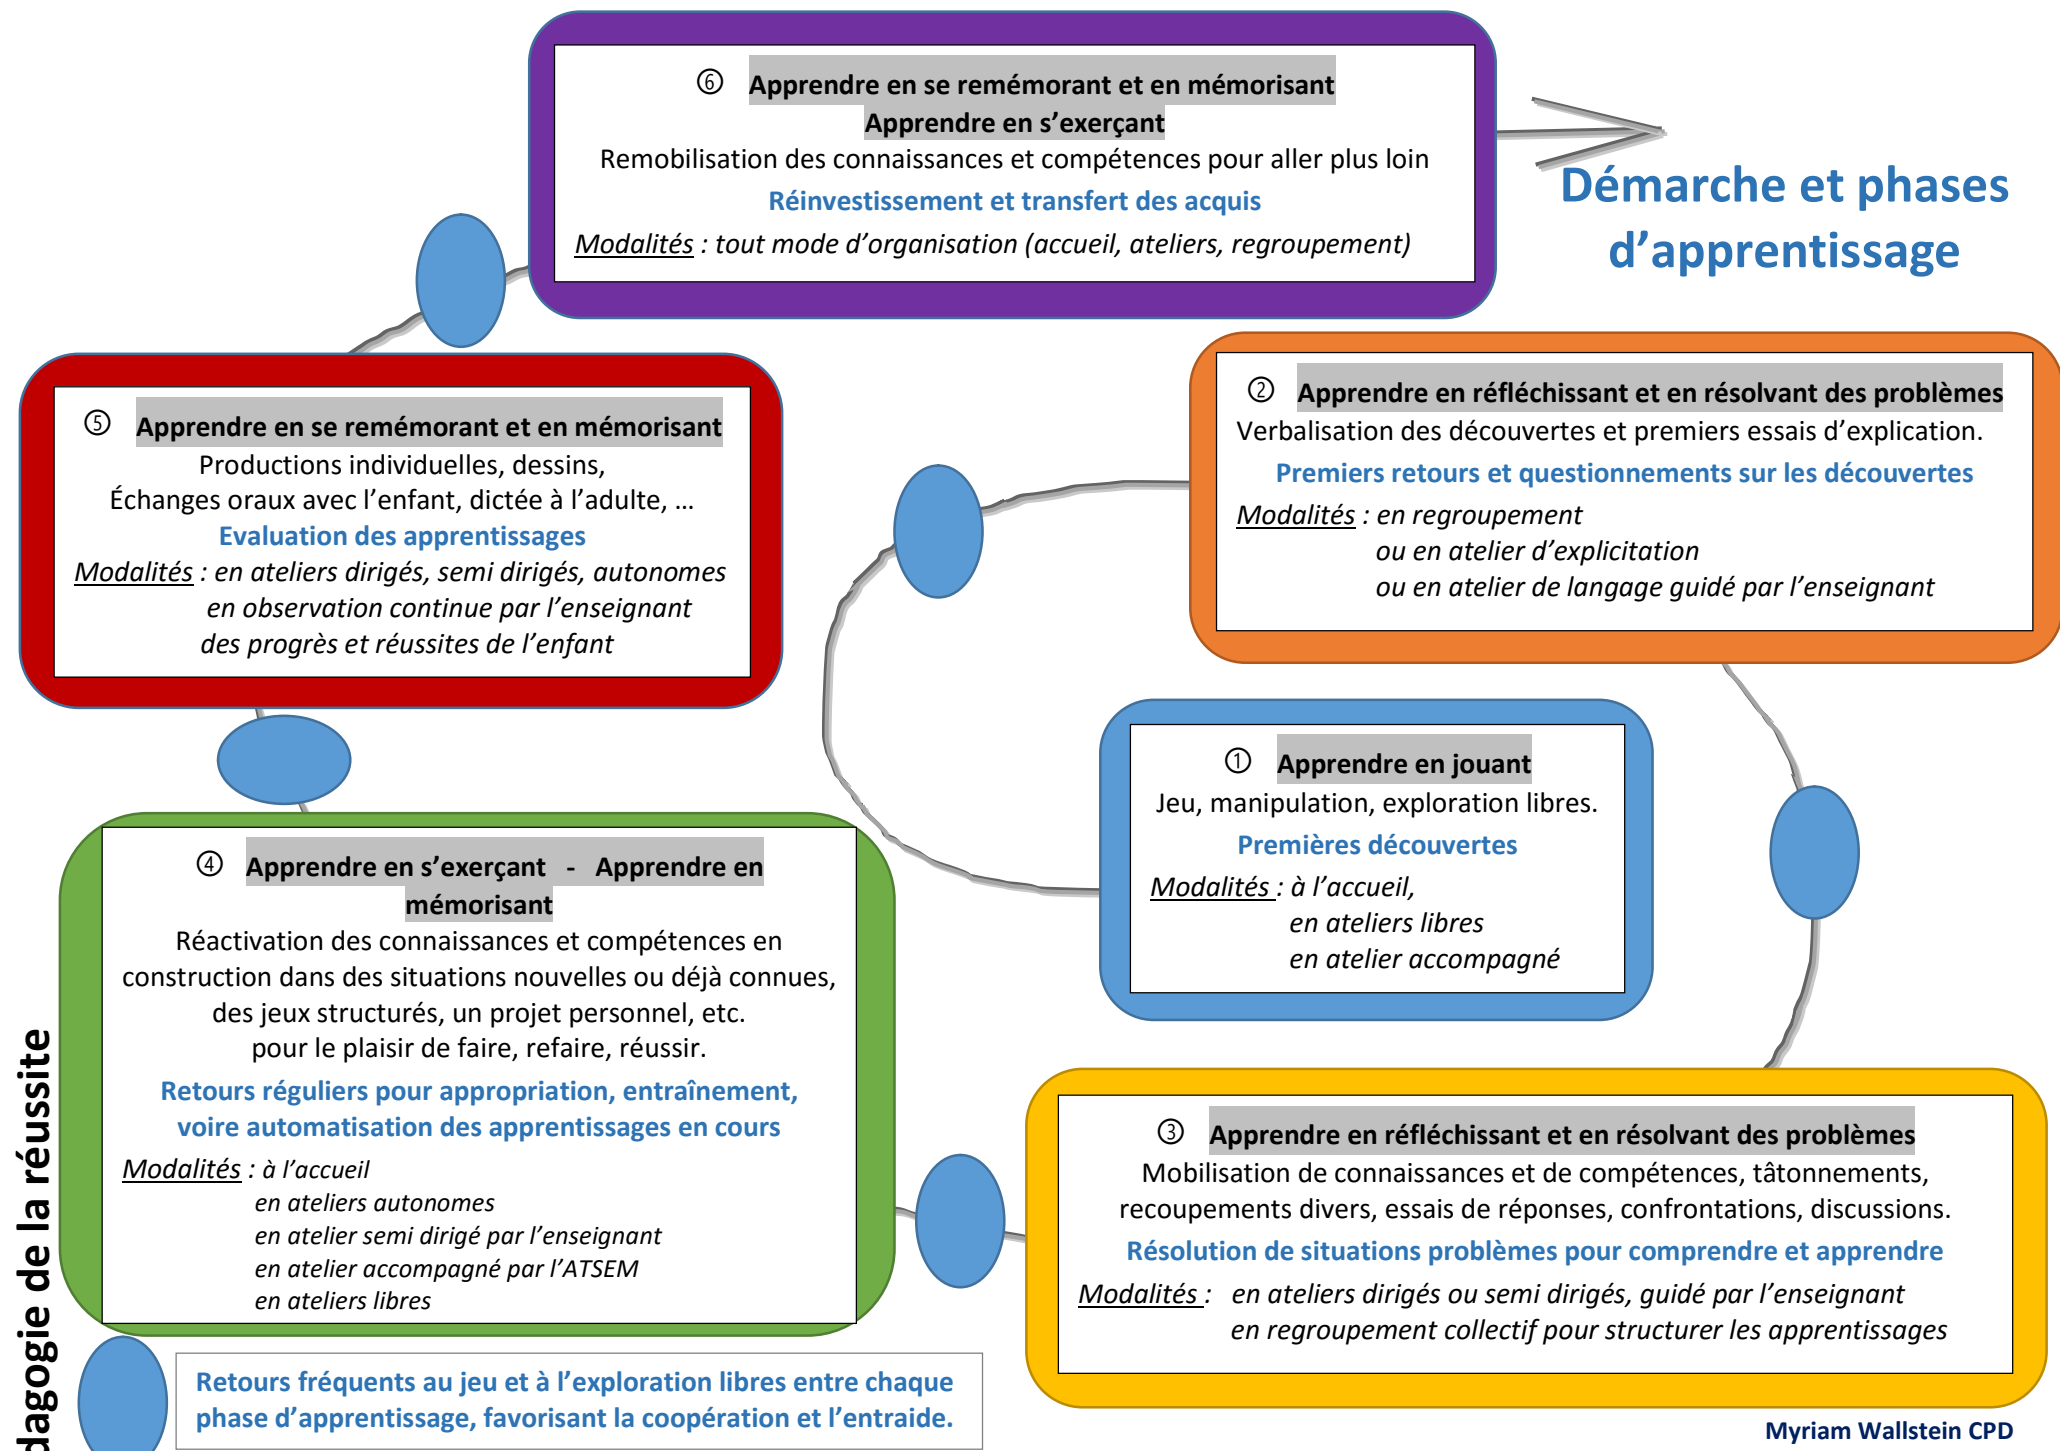 ⑥ Apprendre en se remémorant et en mémorisant
Apprendre en s’exerçant
Remobilisation des connaissances et compétences pour aller plus loin
Réinvestissement et transfert des acquis
Modalités : tout mode d’organisation (accueil, ateliers, regroupement)
Démarche et phases
d’apprentissage
⑤ Apprendre en se remémorant et en mémorisant
Productions individuelles, dessins,
Échanges oraux avec l’enfant, dictée à l’adulte, …
Evaluation des apprentissages
Modalités : en ateliers dirigés, semi dirigés, autonomes
en observation continue par l’enseignant
des progrès et réussites de l’enfant
② Apprendre en réfléchissant et en résolvant des problèmes
Verbalisation des découvertes et premiers essais d’explication.
Premiers retours et questionnements sur les découvertes
Modalités : en regroupement
ou en atelier d’explicitation
ou en atelier de langage guidé par l’enseignant
① Apprendre en jouant
Jeu, manipulation, exploration libres.
Premières découvertes
Modalités : à l’accueil,
en ateliers libres
en atelier accompagné
④ Apprendre en s’exerçant - Apprendre en
mémorisant
Réactivation des connaissances et compétences en
construction dans des situations nouvelles ou déjà connues,
des jeux structurés, un projet personnel, etc.
pour le plaisir de faire, refaire, réussir.
Retours réguliers pour appropriation, entraînement,
voire automatisation des apprentissages en cours
Modalités : à l’accueil
en ateliers autonomes
en atelier semi dirigé par l’enseignant
en atelier accompagné par l’ATSEM
en ateliers libres
③ Apprendre en réfléchissant et en résolvant des problèmes
Mobilisation de connaissances et de compétences, tâtonnements,
recoupements divers, essais de réponses, confrontations, discussions.
Résolution de situations problèmes pour comprendre et apprendre
Modalités : en ateliers dirigés ou semi dirigés, guidé par l’enseignant
en regroupement collectif pour structurer les apprentissages
dagogie de la réussite
Retours fréquents au jeu et à l’exploration libres entre chaque
phase d’apprentissage, favorisant la coopération et l’entraide.
Myriam Wallstein CPD